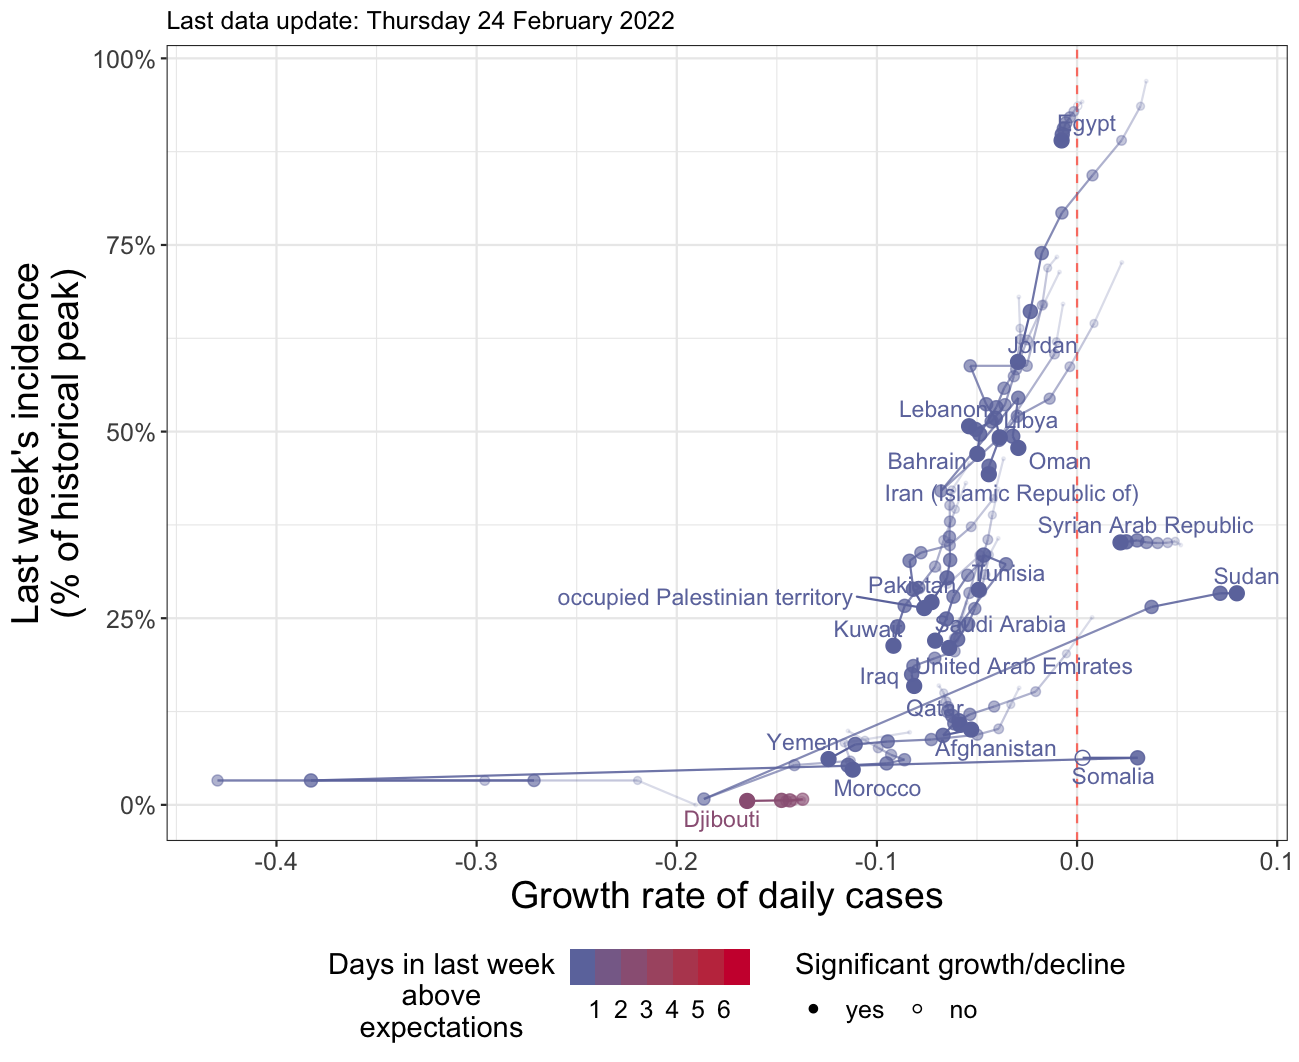 Last data update: Thursday 24 February 2022
Last week's incidence
(% of historical peak)
100%
75%
50%
25%
0%
Egypt
Jordan
Lebanon
Libya
Bahrain
Oman
Iran (Islamic Republic of)
Syrian Arab Republic
Pakistan
Tunisia
Sudan
occupied Palestinian territory
Kuwait
Saudi Arabia
Iraq
United Arab Emirates
Qatar
Yemen
Afghanistan
Somalia
Morocco
Djibouti
-0.4 -0.3 -0.2 -0.1 0.0 0.1
Growth rate of daily cases
Days in last week
above
expectations
1 2 3 4 5 6
Significant growth/decline
yes no